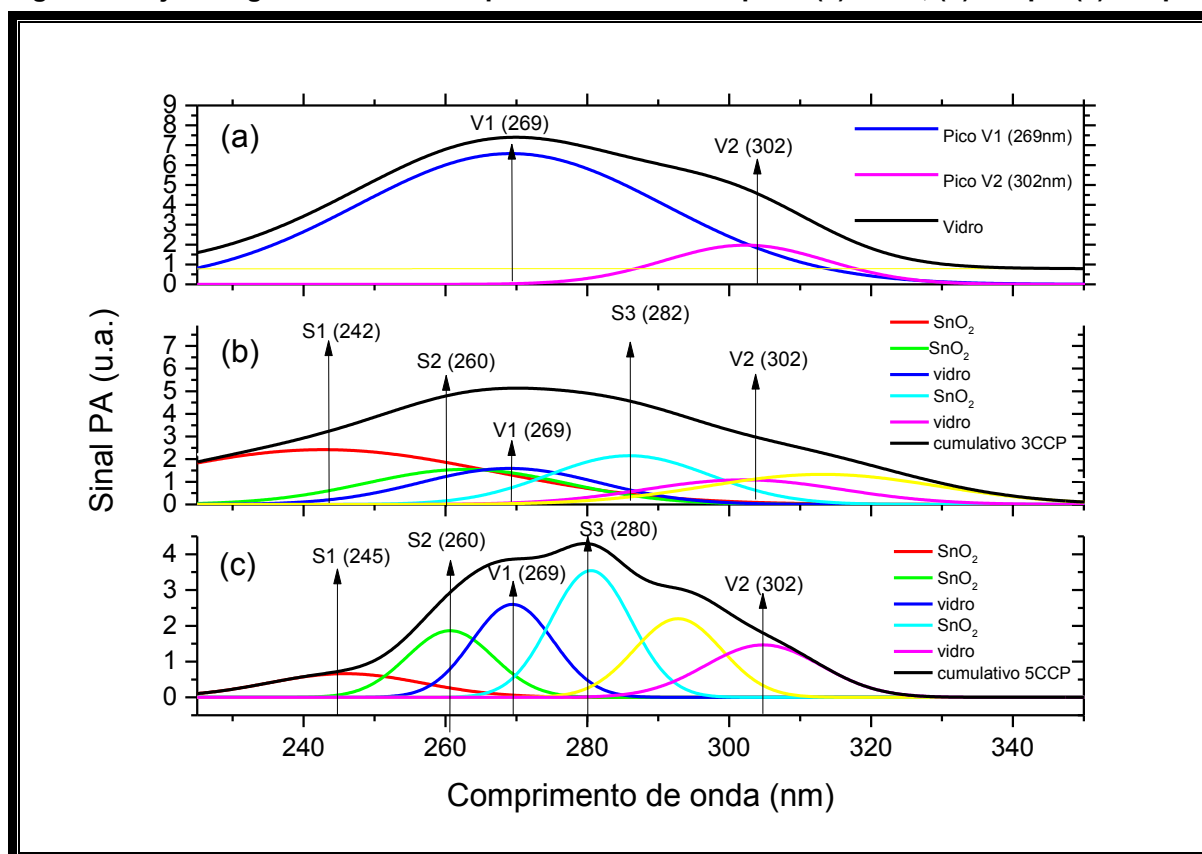 (a)
V1 (269)
V2 (302)
Pico V1 (269nm)
Pico V2 (302nm)
Vidro
9
8
7
6
5
4
3
2
1
0
(b)
S1 (242)
S2 (260)
V1 (269)
S3 (282)
V2 (302)
SnO₂
SnO₂
vidro
SnO₂
vidro
cumulativo 3CCP
7
6
5
4
3
2
1
0
Sinal PA (u.a.)
(c)
S1 (245)
S2 (260)
V1 (269)
S3 (280)
V2 (302)
SnO₂
SnO₂
vidro
SnO₂
vidro
cumulativo 5CCP
4
3
2
1
0
240 260 280 300 320 340
Comprimento de onda (nm)